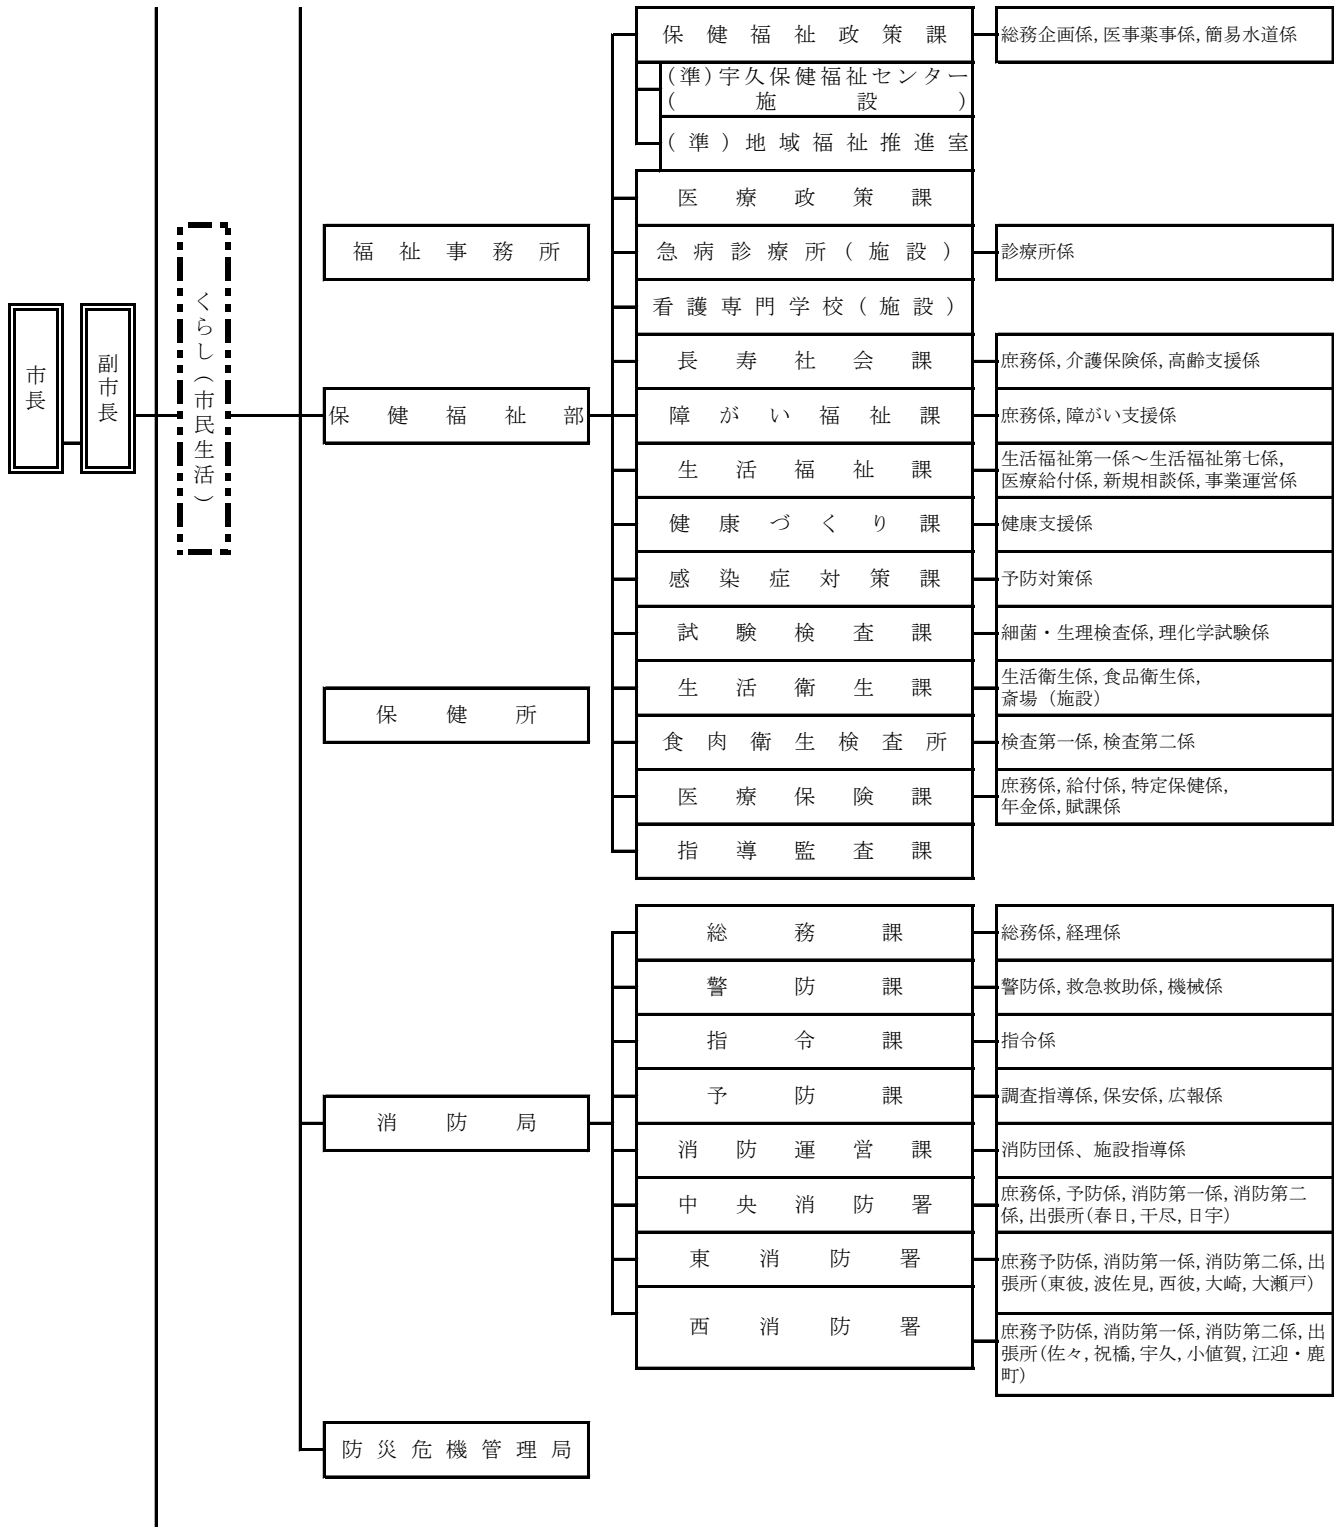 市長
副市長
くらし（市民生活）
福祉事務所
保健福祉部
保健所
保健福祉政策課
総務企画係,医事薬事係,簡易水道係
(準)宇久保健福祉センター
(施設)
(準)地域福祉推進室
医療政策課
急病診療所(施設)
診療所係
看護専門学校(施設)
長寿社会課
庶務係,介護保険係,高齢支援係
障がい福祉課
庶務係,障がい支援係
生活福祉課
生活福祉第一係～生活福祉第七係,
医療給付係,新規相談係,事業運営係
健康づくり課
健康支援係
感染症対策課
予防対策係
試験検査課
細菌・生理検査係,理化学試験係
生活衛生課
生活衛生係,食品衛生係,
斎場（施設）
食肉衛生検査所
検査第一係,検査第二係
医療保険課
庶務係,給付係,特定保健係,
年金係,賦課係
指導監査課
消防局
総務課
総務係,経理係
警防課
警防係,救急救助係,機械係
指令課
指令係
予防課
調査指導係,保安係,広報係
消防運営課
消防団係、施設指導係
中央消防署
庶務係,予防係,消防第一係,消防第二
係,出張所(春日,干尽,日宇)
東消防署
庶務予防係,消防第一係,消防第二係,出
張所(東彼,波佐見,西彼,大崎,大瀬戸)
西消防署
庶務予防係,消防第一係,消防第二係,出
張所(佐々,祝橋,宇久,小値賀,江迎・鹿
町)
防災危機管理局